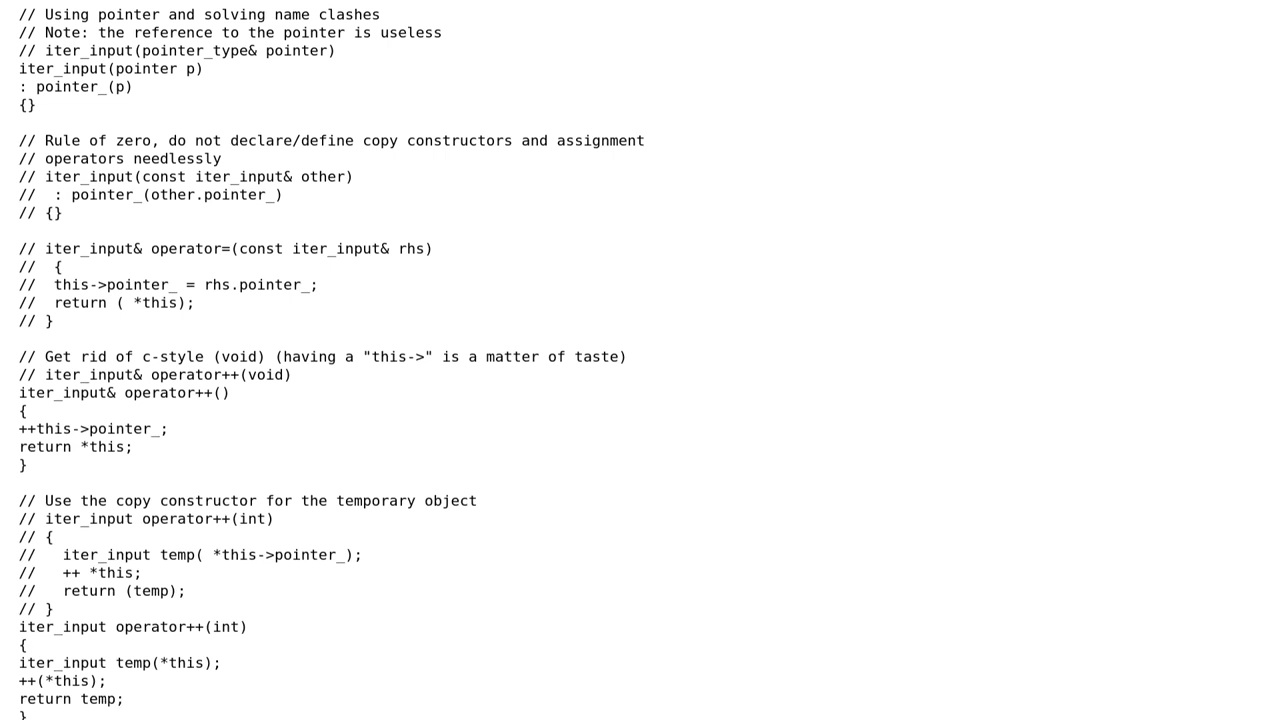 // Using pointer and solving name clashes
// Note: the reference to the pointer is useless
// iter_input(pointer_type& pointer)
iter_input(pointer p)
: pointer_(p)
{}
// Rule of zero, do not declare/define copy constructors and assignment
// operators needlessly
// iter_input(const iter_input& other)
//  : pointer_(other.pointer_)
// {}
// iter_input& operator=(const iter_input& rhs)
//  {
//  this->pointer_ = rhs.pointer_;
//  return ( *this);
// }
// Get rid of c-style (void) (having a "this->" is a matter of taste)
// iter_input& operator++(void)
iter_input& operator++()
{
++this->pointer_;
return *this;
}
// Use the copy constructor for the temporary object
// iter_input operator++(int)
// {
//   iter_input temp( *this->pointer_);
//   ++ *this;
//   return (temp);
// }
iter_input operator++(int)
{
iter_input temp(*this);
++(*this);
return temp;
}